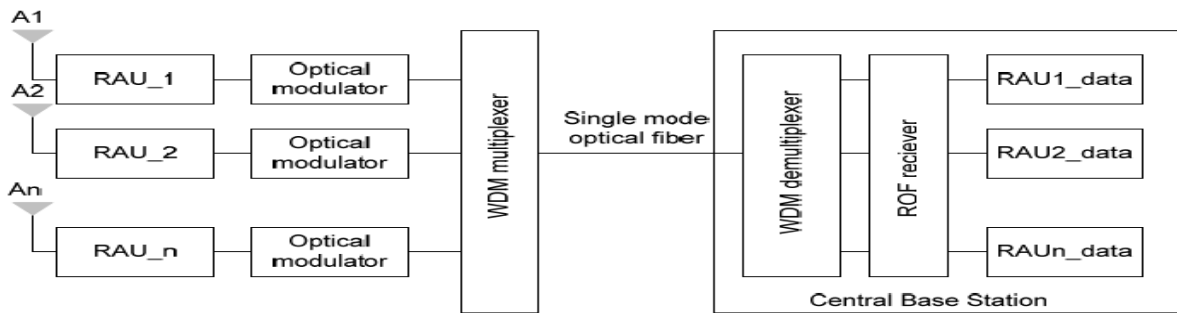 A1
RAU_1
Optical
modulator
A2
RAU_2
Optical
modulator
An
RAU_n
Optical
modulator
WDM multiplexer
Single mode
optical fiber
WDM demultiplexer
ROF reciever
RAU1_data
RAU2_data
RAUn_data
Central Base Station